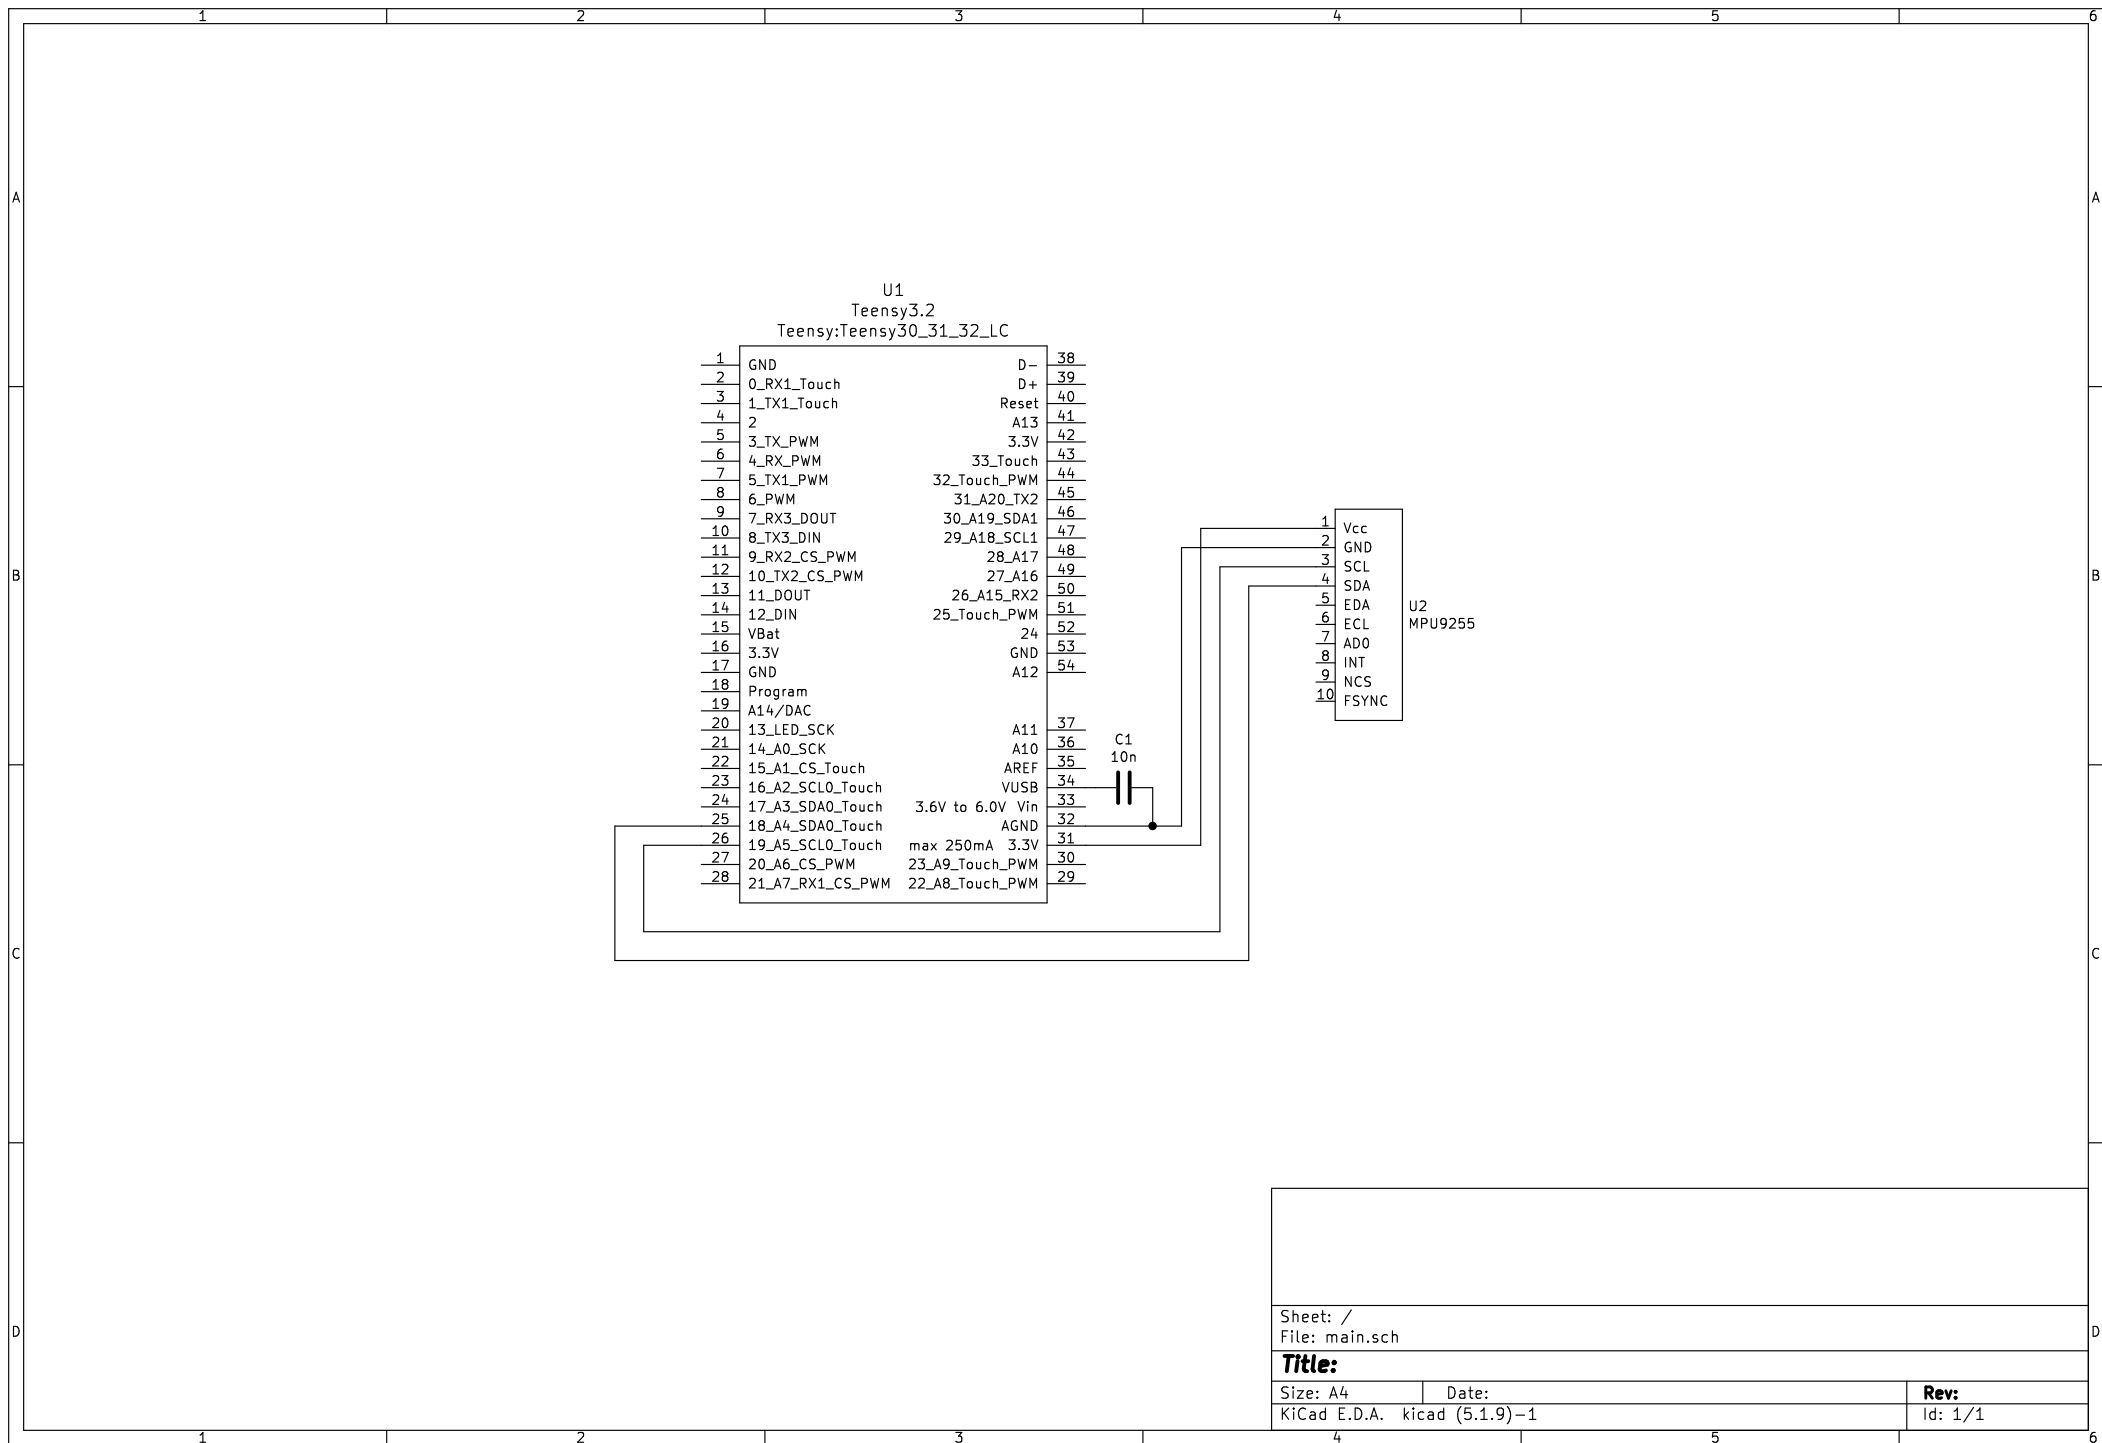 1 2 3 4 5 6
A A
U1
Teensy3.2
Teensy:Teensy30_31_32_LC
1 GND D- 38
2 0_RX1_Touch D+ 39
3 1_TX1_Touch Reset 40
4 2 A13 41
5 3_TX_PWM 3.3V 42
6 4_RX_PWM 33_Touch 43
7 5_TX1_PWM 32_Touch_PWM 44
8 6_PWM 31_A20_TX2 45
9 7_RX3_DOUT 30_A19_SDA1 46
10 8_TX3_DIN 29_A18_SCL1 47
11 9_RX2_CS_PWM 28_A17 48
12 10_TX2_CS_PWM 27_A16 49
13 11_DOUT 26_A15_RX2 50
14 12_DIN 25_Touch_PWM 51
15 VBat 24 52
16 3.3V GND 53
17 GND A12 54
18 Program
19 A14/DAC
20 13_LED_SCK A11 37
21 14_A0_SCK A10 36
22 15_A1_CS_Touch AREF 35
23 16_A2_SCL0_Touch VUSB 34
24 17_A3_SDA0_Touch 3.6V to 6.0V Vin 33
25 18_A4_SDA0_Touch AGND 32
26 19_A5_SCL0_Touch max 250mA 3.3V 31
27 20_A6_CS_PWM 23_A9_Touch_PWM 30
28 21_A7_RX1_CS_PWM 22_A8_Touch_PWM 29
C1
10n
1 Vcc
2 GND
3 SCL
4 SDA
5 EDA
6 ECL
7 AD0
8 INT
9 NCS
10 FSYNC
U2
MPU9255
B B
C C
D D
Sheet: /
File: main.sch
Title:
Size: A4 Date: Rev:
KiCad E.D.A. kicad (5.1.9)-1 Id: 1/1
1 2 3 4 5 6